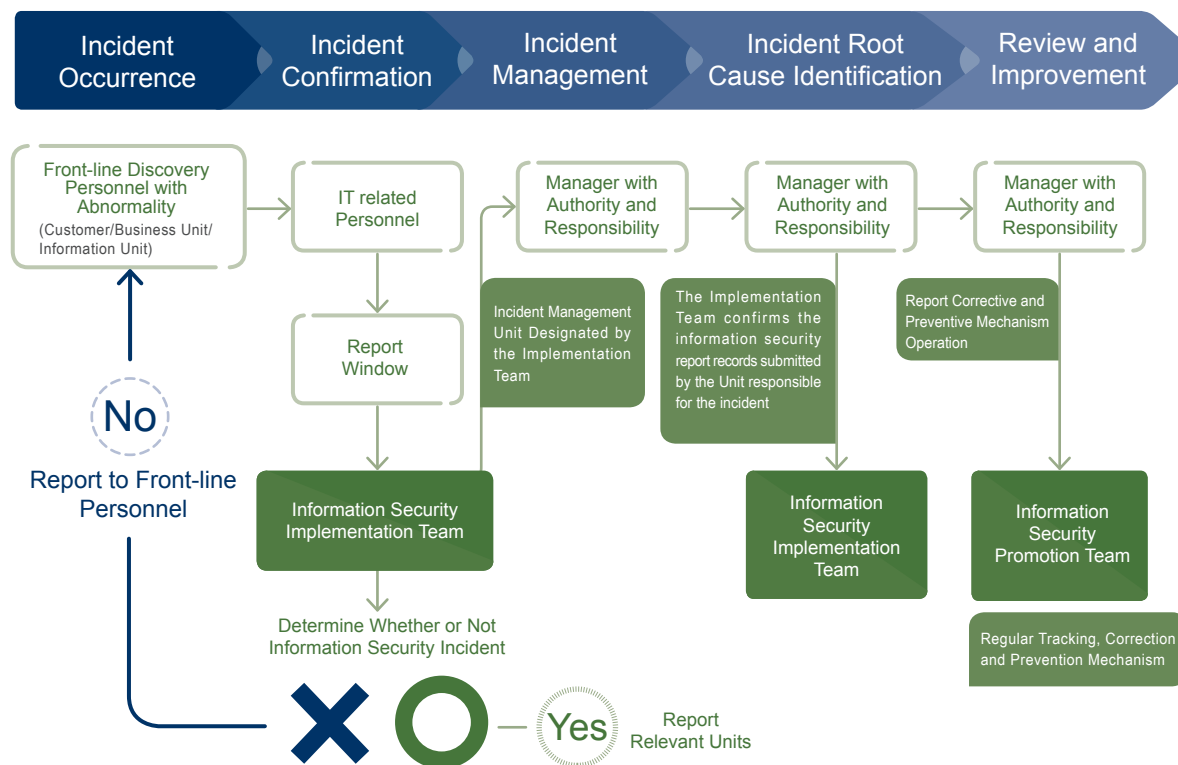 Incident
Occurrence
Incident
Confirmation
Incident
Management
Incident Root
Cause Identification
Review and
Improvement
Front-line Discovery
Personnel with
Abnormality
(Customer/Business Unit/
Information Unit)
IT related
Personnel
Manager with
Authority and
Responsibility
Manager with
Authority and
Responsibility
Manager with
Authority and
Responsibility
Report
Window
Incident Management
Unit Designated by
the Implementation
Team
The Implementation
Team confirms the
information security
report records submitted
by the Unit responsible
for the incident
Report Corrective and
Preventive Mechanism
Operation
No
Report to Front-line
Personnel
Information Security
Implementation Team
Information
Security
Implementation
Team
Information
Security
Promotion Team
Determine Whether or Not
Information Security Incident
Regular Tracking, Correction
and Prevention Mechanism
Yes
Report
Relevant Units